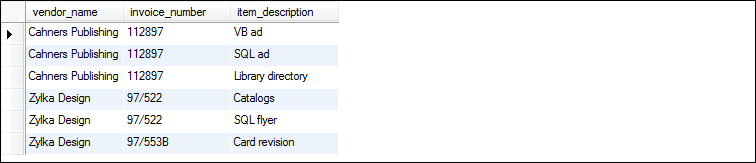 vendor_name invoice_number item_description
Cahners Publishing 112897 VB ad
Cahners Publishing 112897 SQL ad
Cahners Publishing 112897 Library directory
Zylka Design 97/522 Catalogs
Zylka Design 97/522 SQL flyer
Zylka Design 97/553B Card revision